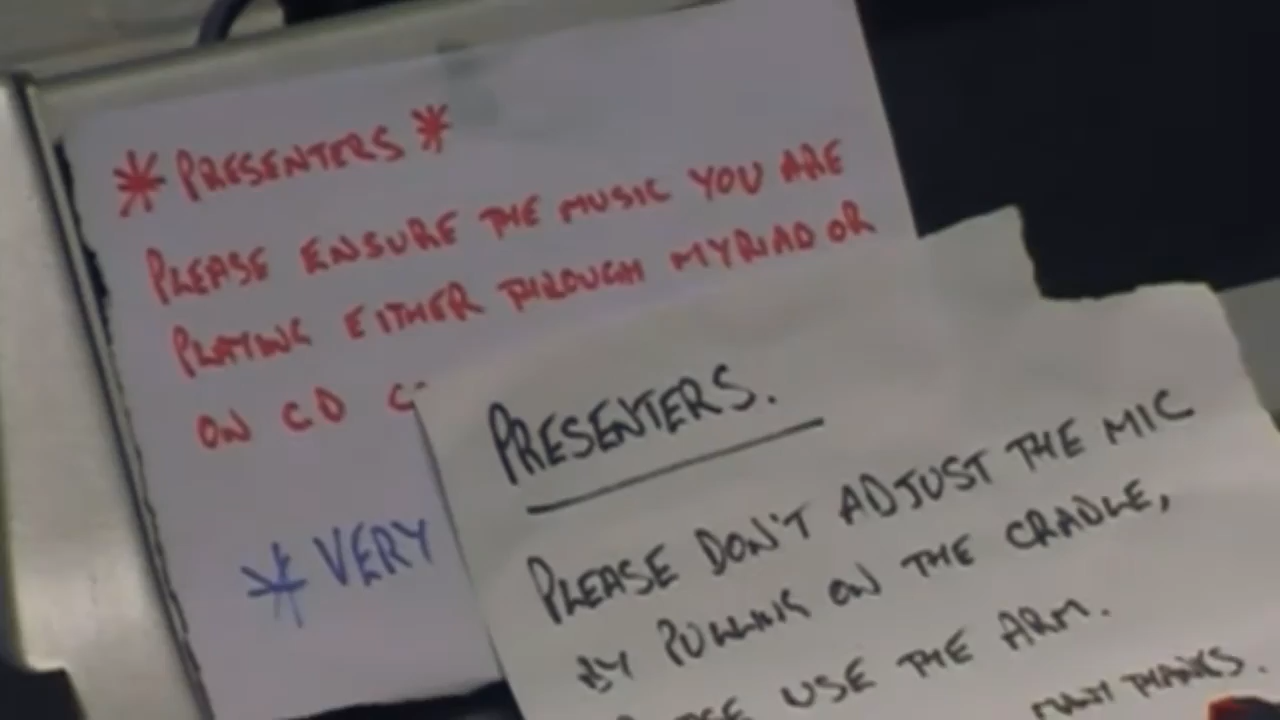 *PRESENTERS*
PLEASE ENSURE THE MUSIC YOU ARE
PLAYING EITHER THROUGH MYRIAD OR
ON CD
* VERY
PRESENTERS.
PLEASE DON'T ADJUST THE MIC
BY PULLING ON THE CRADLE,
USE THE ARM.
MANY THANKS.